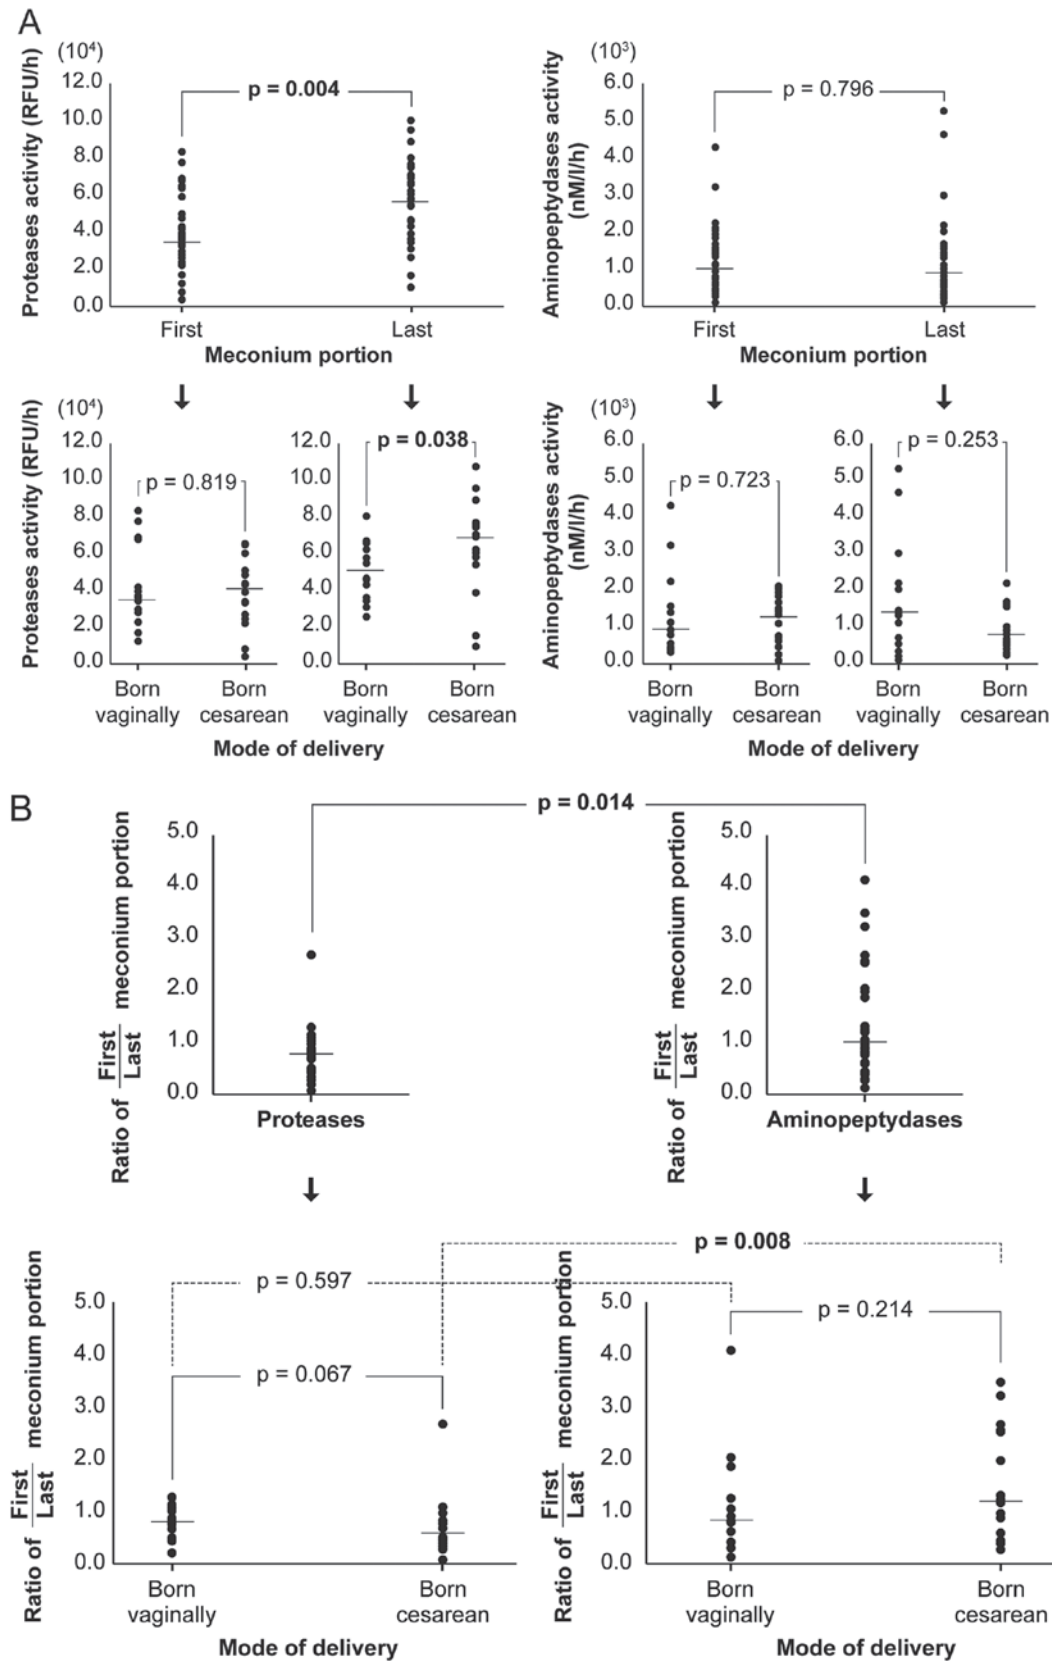 A
(10⁴)
Proteases activity (RFU/h)
12.0
10.0
8.0
6.0
4.0
2.0
0.0
p = 0.004
First
Last
Meconium portion
(10³)
Aminopeptydases activity
(nM/l/h)
6.0
5.0
4.0
3.0
2.0
1.0
0.0
p = 0.796
First
Last
Meconium portion
(10⁴)
Proteases activity (RFU/h)
12.0
10.0
8.0
6.0
4.0
2.0
0.0
p = 0.819
Born
vaginally
Born
cesarean
12.0
10.0
8.0
6.0
4.0
2.0
0.0
p = 0.038
Born
vaginally
Born
cesarean
Mode of delivery
(10³)
Aminopeptydases activity
(nM/l/h)
6.0
5.0
4.0
3.0
2.0
1.0
0.0
p = 0.723
Born
vaginally
Born
cesarean
6.0
5.0
4.0
3.0
2.0
1.0
0.0
p = 0.253
Born
vaginally
Born
cesarean
Mode of delivery
B
p = 0.014
Ratio of First/Last meconium portion
5.0
4.0
3.0
2.0
1.0
0.0
Proteases
Ratio of First/Last meconium portion
5.0
4.0
3.0
2.0
1.0
0.0
Aminopeptydases
p = 0.008
p = 0.597
Ratio of First/Last meconium portion
5.0
4.0
3.0
2.0
1.0
0.0
p = 0.067
Born
vaginally
Born
cesarean
Mode of delivery
Ratio of First/Last meconium portion
5.0
4.0
3.0
2.0
1.0
0.0
p = 0.214
Born
vaginally
Born
cesarean
Mode of delivery